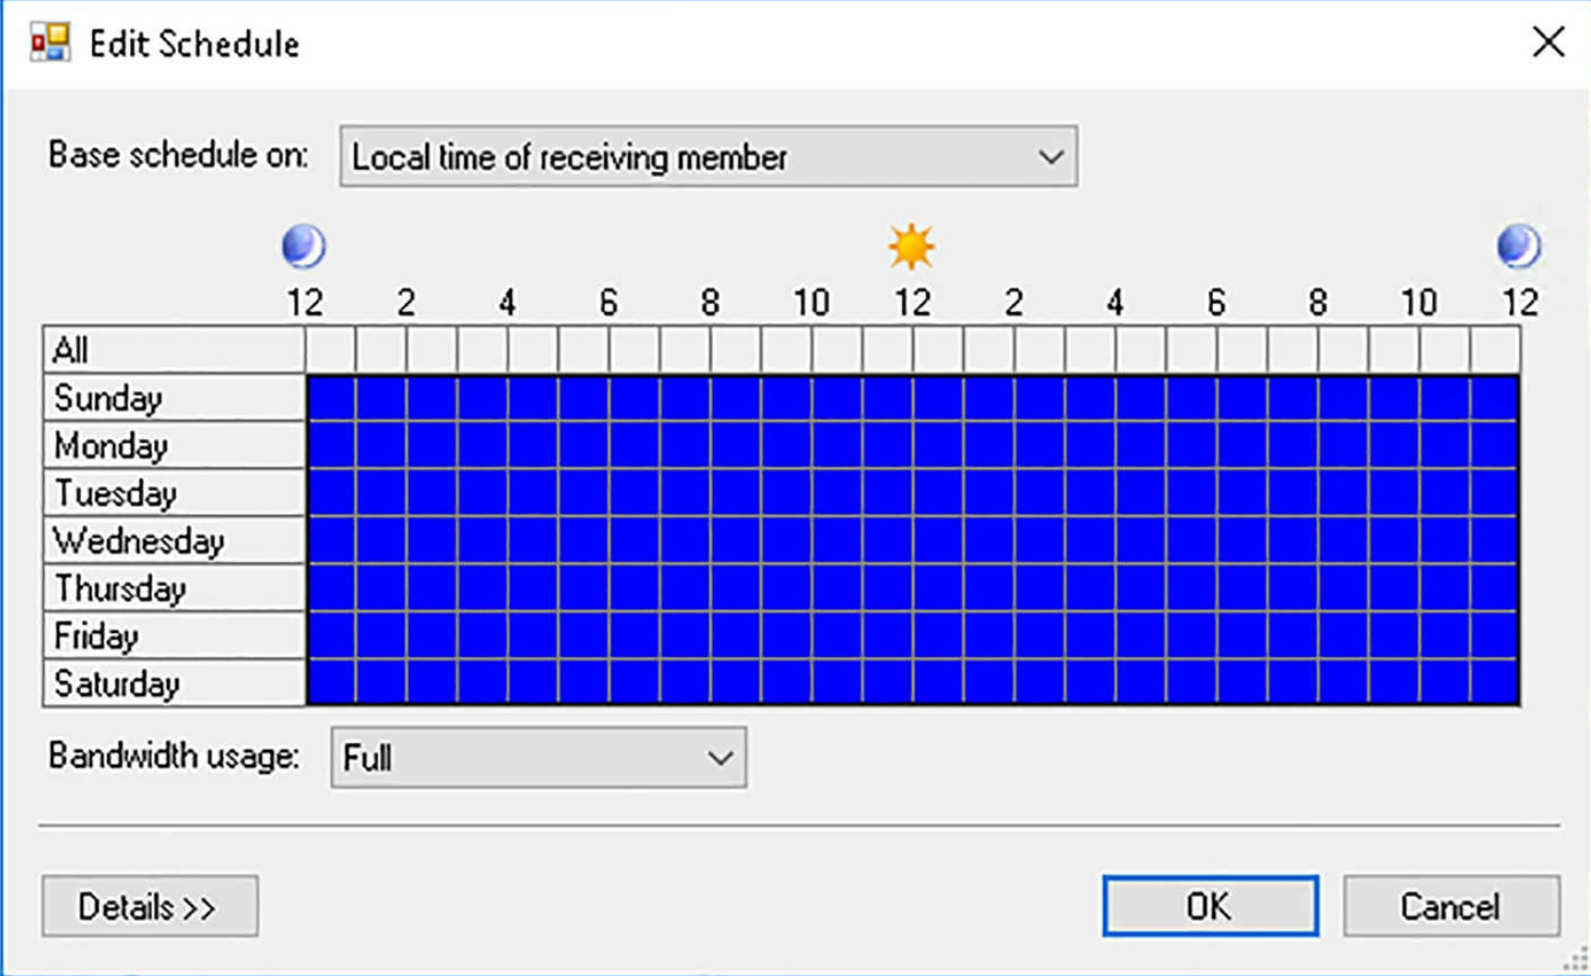 Edit Schedule
Base schedule on: Local time of receiving member
12 2 4 6 8 10 12 2 4 6 8 10 12
All
Sunday
Monday
Tuesday
Wednesday
Thursday
Friday
Saturday
Bandwidth usage: Full
Details >> OK Cancel